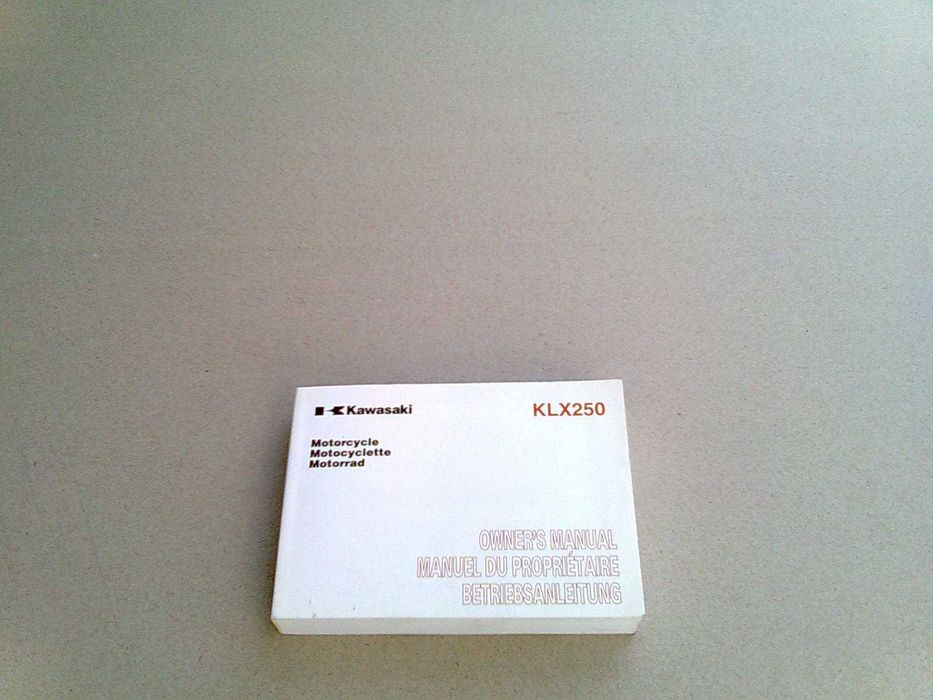 Kawasaki
KLX250
Motorcycle
Motocyclette
Motorrad
OWNER'S MANUAL
MANUEL DU PROPRIÉTAIRE
BETRIEBSANLEITUNG